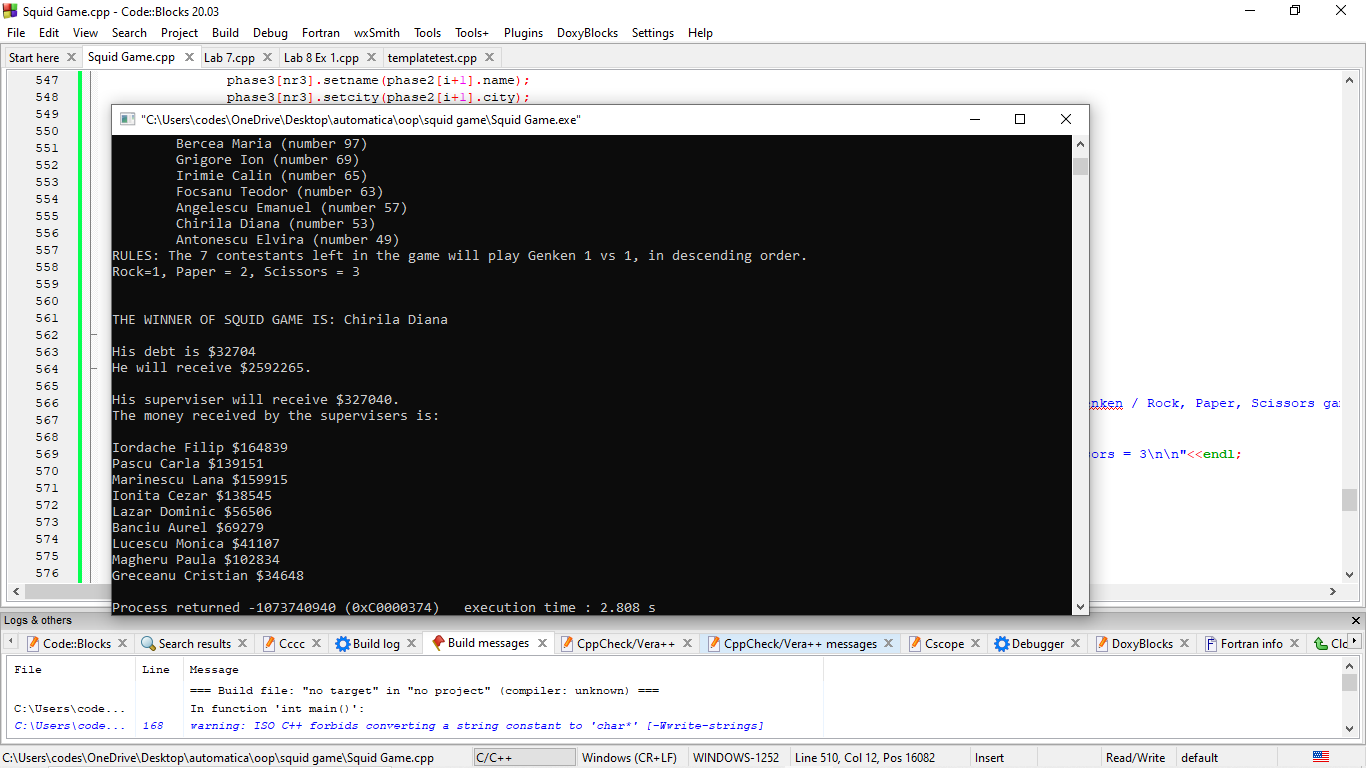 Squid Game.cpp - Code::Blocks 20.03
File Edit View Search Project Build Debug Fortran wxSmith Tools Tools+ Plugins DoxyBlocks Settings Help
Start here Squid Game.cpp Lab 7.cpp Lab 8 Ex 1.cpp templatetest.cpp
547 phase3[nr3].setname(phase2[i+1].name);
548 phase3[nr3].setcity(phase2[i+1].city);
549
550
551
552
553
554
555
556
557
558
559
560
561
562
563
564
565
566 nken / Rock, Paper, Scissors ga
567
568
569 ors = 3\n\n"<<endl;
570
571
572
573
574
575
576
"C:\Users\codes\OneDrive\Desktop\automatica\oop\squid game\Squid Game.exe"
Bercea Maria (number 97)
Grigore Ion (number 69)
Irimie Calin (number 65)
Focsanu Teodor (number 63)
Angelescu Emanuel (number 57)
Chirila Diana (number 53)
Antonescu Elvira (number 49)
RULES: The 7 contestants left in the game will play Genken 1 vs 1, in descending order.
Rock=1, Paper = 2, Scissors = 3
THE WINNER OF SQUID GAME IS: Chirila Diana
His debt is $32704
He will receive $2592265.
His superviser will receive $327040.
The money received by the supervisers is:
Iordache Filip $164839
Pascu Carla $139151
Marinescu Lana $159915
Ionita Cezar $138545
Lazar Dominic $56506
Banciu Aurel $69279
Lucescu Monica $41107
Magheru Paula $102834
Greceanu Cristian $34648
Process returned -1073740940 (0xC0000374) execution time : 2.808 s
Logs & others
Code::Blocks Search results Cccc Build log Build messages CppCheck/Vera++ CppCheck/Vera++ messages Cscope Debugger DoxyBlocks Fortran info Clo
File Line Message
=== Build file: "no target" in "no project" (compiler: unknown) ===
C:\Users\code... In function 'int main()':
C:\Users\code... 168 warning: ISO C++ forbids converting a string constant to 'char*' [-Wwrite-strings]
C:\Users\codes\OneDrive\Desktop\automatica\oop\squid game\Squid Game.cpp C/C++ Windows (CR+LF) WINDOWS-1252 Line 510, Col 12, Pos 16082 Insert Read/Write default